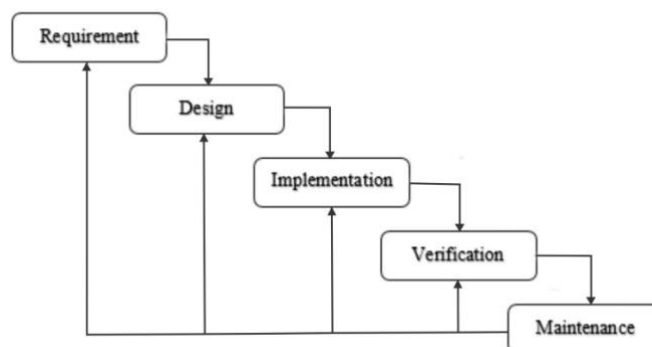 Requirement
Design
Implementation
Verification
Maintenance